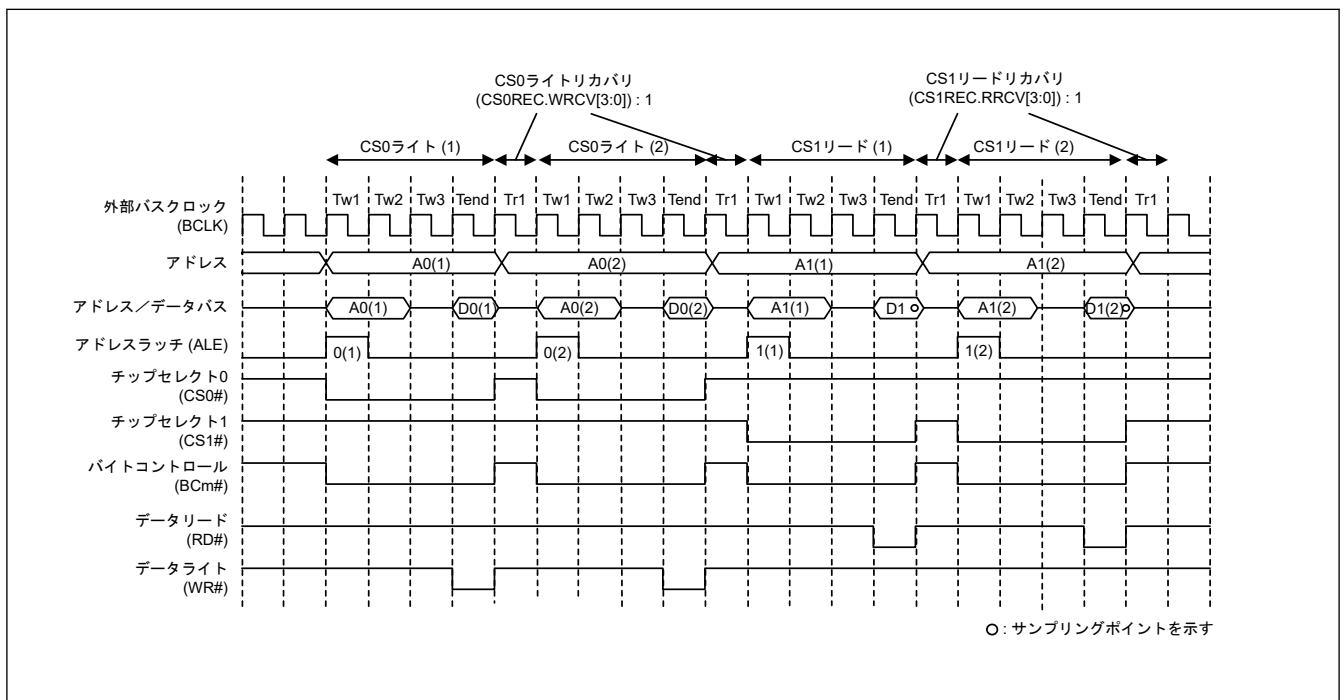 CS0ライトリカバリ
(CS0REC.WRCV[3:0]) : 1
CS1リードリカバリ
(CS1REC.RRCV[3:0]) : 1
CS0ライト (1)
CS0ライト (2)
CS1リード (1)
CS1リード (2)
Tw1 Tw2 Tw3 Tend Tr1 Tw1 Tw2 Tw3 Tend Tr1 Tw1 Tw2 Tw3 Tend Tr1 Tw1 Tw2 Tw3 Tend Tr1
外部バスクロック
(BCLK)
アドレス
A0(1) A0(2) A1(1) A1(2)
アドレス／データバス
A0(1) D0(1) A0(2) D0(2) A1(1) D1 A1(2) D1(2)
アドレスラッチ (ALE)
0(1) 0(2) 1(1) 1(2)
チップセレクト0
(CS0#)
チップセレクト1
(CS1#)
バイトコントロール
(BCm#)
データリード
(RD#)
データライト
(WR#)
: サンプリングポイントを示す